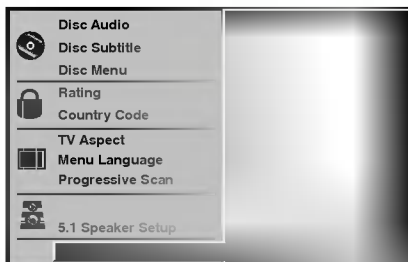 Disc Audio
Disc Subtitle
Disc Menu
Rating
Country Code
TV Aspect
Menu Language
Progressive Scan
5.1 Speaker Setup